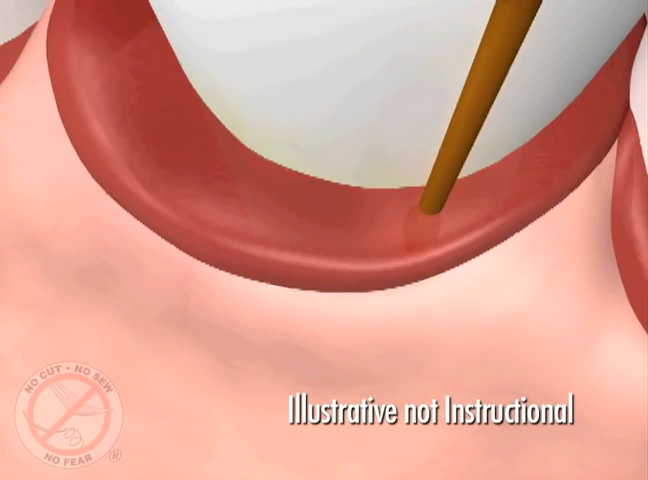 Illustrative not Instructional
NO CUT • NO SEW
NO FEAR ®